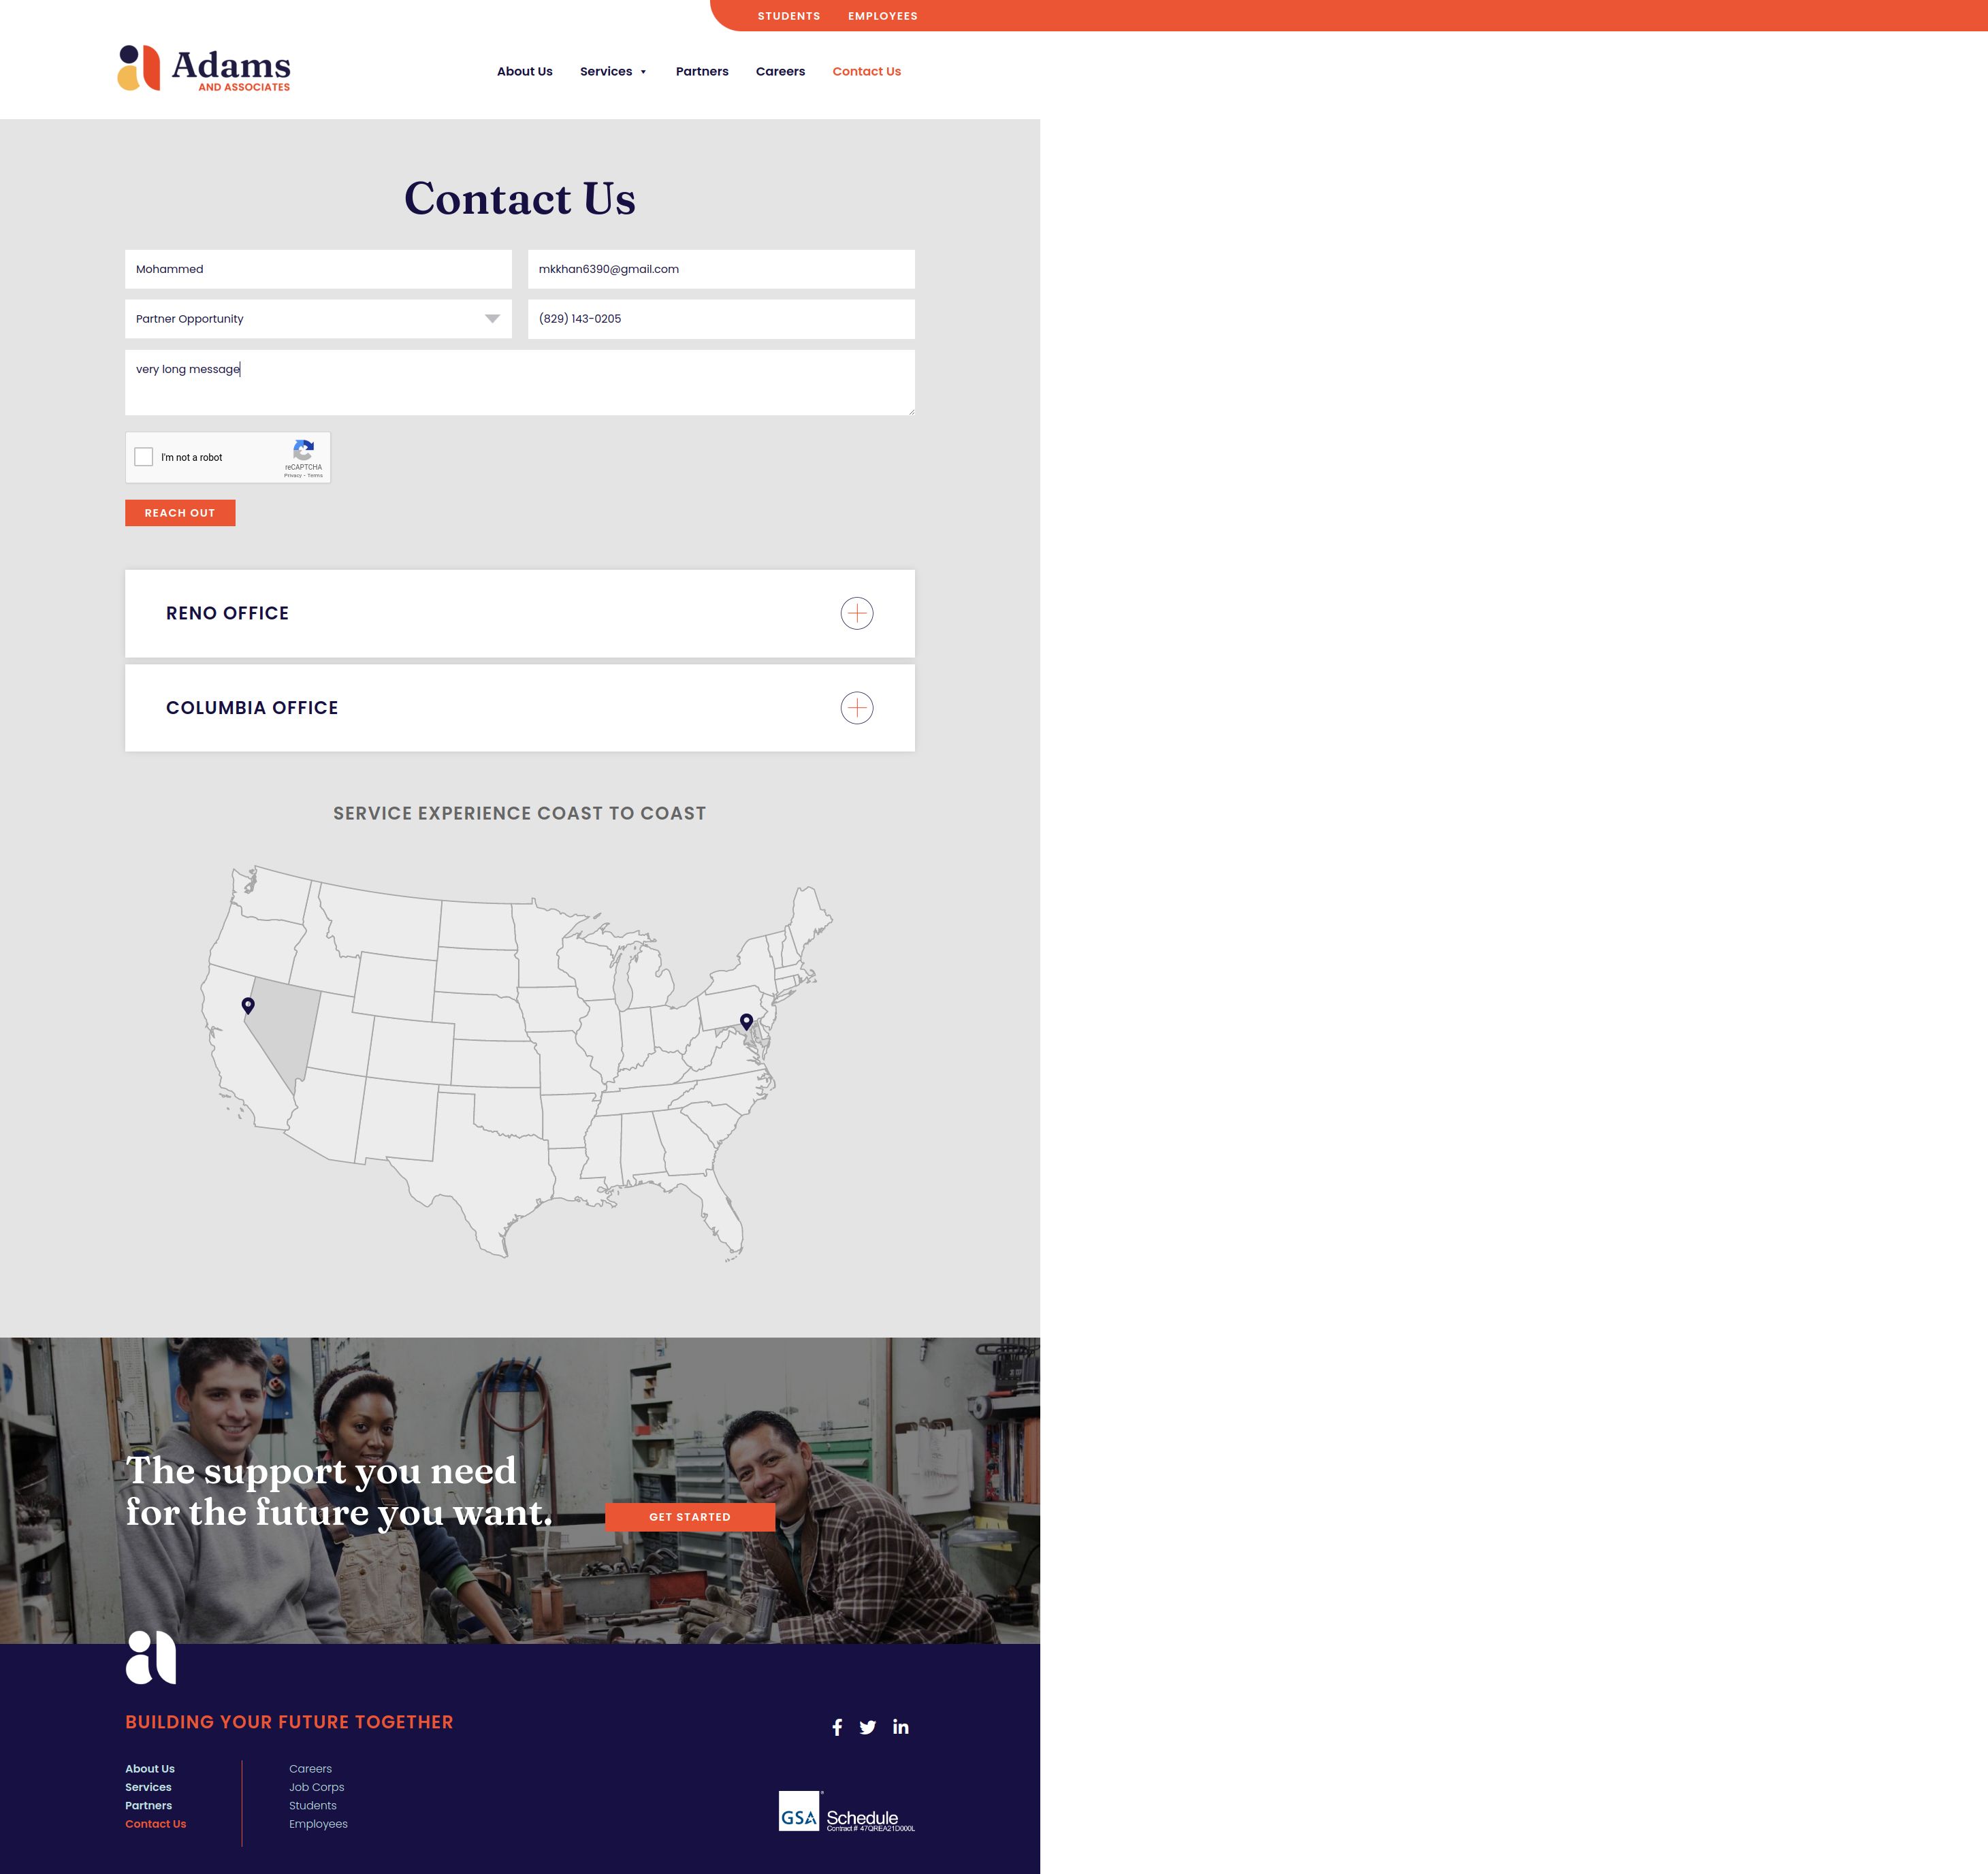 STUDENTS EMPLOYEES
Adams
AND ASSOCIATES
About Us Services Partners Careers Contact Us
Contact Us
Mohammed mkkhan6390@gmail.com
Partner Opportunity (829) 143-0205
very long message
I'm not a robot
reCAPTCHA
Privacy - Terms
REACH OUT
RENO OFFICE
COLUMBIA OFFICE
SERVICE EXPERIENCE COAST TO COAST
The support you need
for the future you want.
GET STARTED
BUILDING YOUR FUTURE TOGETHER
About Us Careers
Services Job Corps
Partners Students
Contact Us Employees
GSA Schedule
Contract # 47QREA21D000L